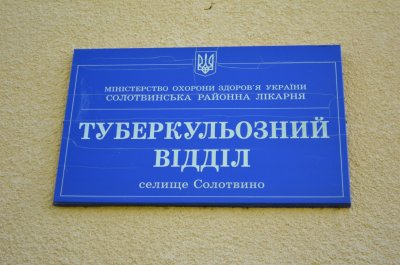 МІНІСТЕРСТВО ОХОРОНИ ЗДОРОВ'Я УКРАЇНИ
СОЛОТВИНСЬКА РАЙОННА ЛІКАРНЯ
ТУБЕРКУЛЬОЗНИЙ
ВІДДІЛ
селище Солотвино